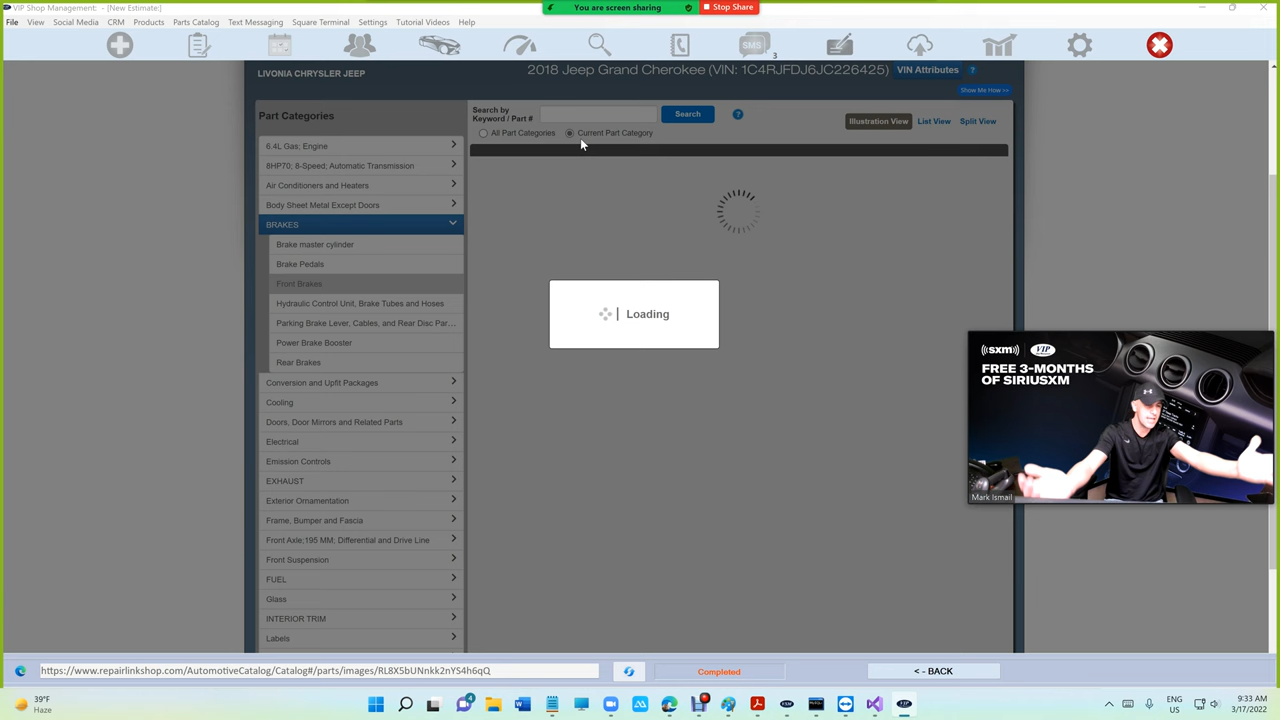 VIP Shop Management: - [New Estimate:]
You are screen sharing
Stop Share
File View Social Media CRM Products Parts Catalog Text Messaging Square Terminal Settings Tutorial Videos Help
SMS 3
LIVONIA CHRYSLER JEEP
2018 Jeep Grand Cherokee (VIN: 1C4RJFDJ6JC226425) VIN Attributes ?
Show Me How >>
Part Categories
Search by
Keyword / Part #
Search
?
Illustration View List View Split View
All Part Categories Current Part Category
6.4L Gas; Engine
8HP70; 8-Speed; Automatic Transmission
Air Conditioners and Heaters
Body Sheet Metal Except Doors
BRAKES
Brake master cylinder
Brake Pedals
Front Brakes
Hydraulic Control Unit, Brake Tubes and Hoses
Parking Brake Lever, Cables, and Rear Disc Par...
Power Brake Booster
Rear Brakes
Conversion and Upfit Packages
Cooling
Doors, Door Mirrors and Related Parts
Electrical
Emission Controls
EXHAUST
Exterior Ornamentation
Frame, Bumper and Fascia
Front Axle;195 MM; Differential and Drive Line
Front Suspension
FUEL
Glass
INTERIOR TRIM
Labels
Loading
((sxm)) VIP
FREE 3-MONTHS
OF SIRIUSXM
Mark Ismail
https://www.repairlinkshop.com/AutomotiveCatalog/Catalog#/parts/images/RL8X5bUNnkk2nYS4h6qQ
Completed
< - BACK
39°F
Haze
4
ENG
US
9:33 AM
3/17/2022